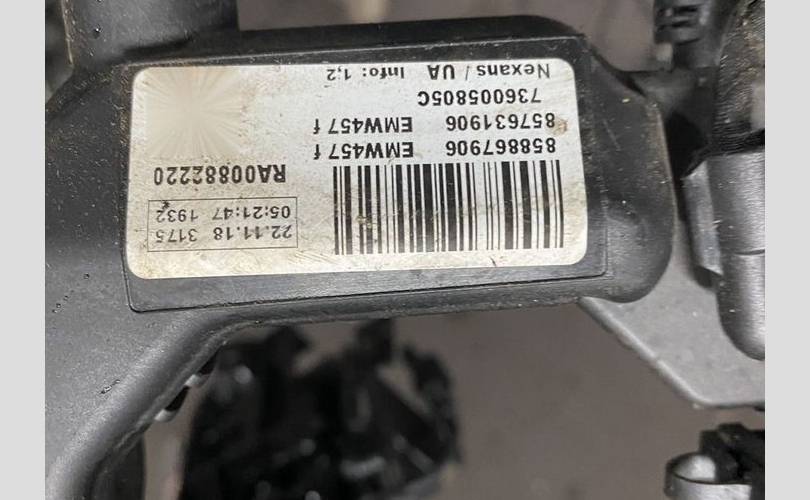 22.11.18 3175
05:21:47 1932
RA00882220
858867906 EMW457 f
857631906 EMW457 f
736005805C
Nexans / UA Info: 1,2